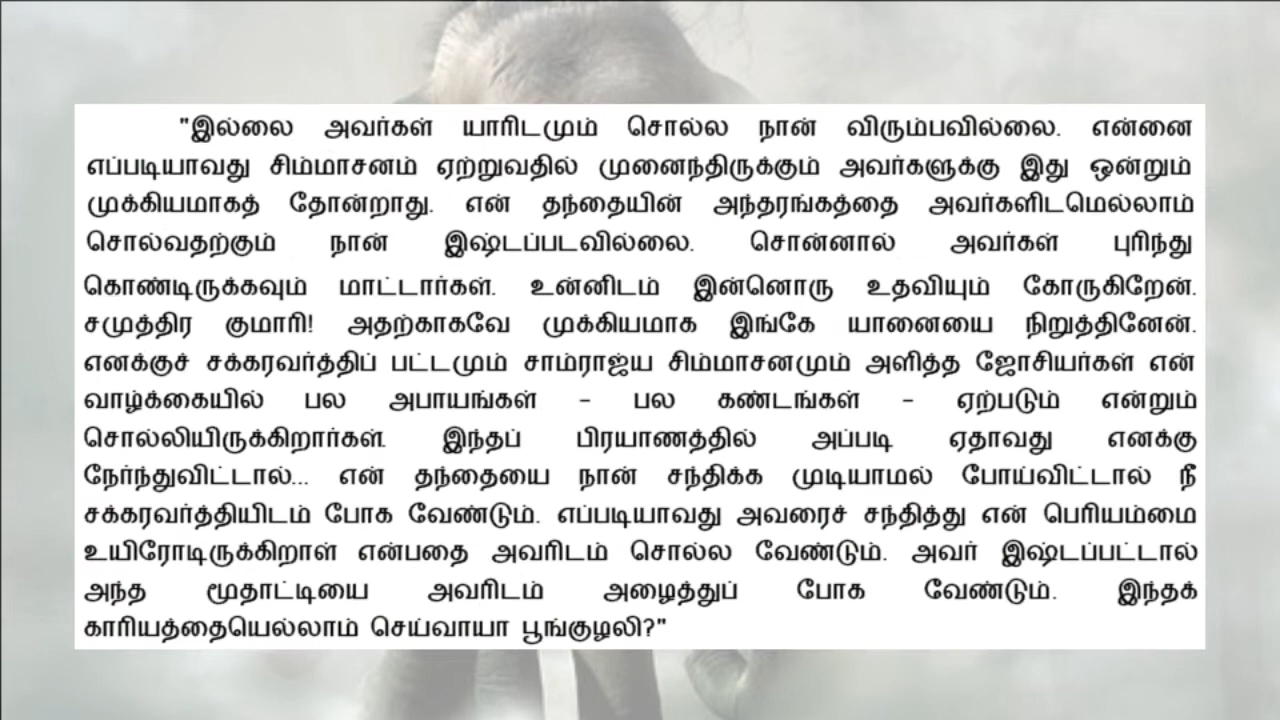 "இல்லை அவர்கள் யாரிடமும் சொல்ல நான் விரும்பவில்லை. என்னை
எப்படியாவது சிம்மாசனம் ஏற்றுவதில் முனைந்திருக்கும் அவர்களுக்கு இது ஒன்றும்
முக்கியமாகத் தோன்றாது. என் தந்தையின் அந்தரங்கத்தை அவர்களிடமெல்லாம்
சொல்வதற்கும் நான் இஷ்டப்படவில்லை. சொன்னால் அவர்கள் புரிந்து
கொண்டிருக்கவும் மாட்டார்கள். உன்னிடம் இன்னொரு உதவியும் கோருகிறேன்.
சமுத்திர குமாரி! அதற்காகவே முக்கியமாக இங்கே யானையை நிறுத்தினேன்.
எனக்குச் சக்கரவர்த்திப் பட்டமும் சாம்ராஜ்ய சிம்மாசனமும் அளித்த ஜோசியர்கள் என்
வாழ்க்கையில் பல அபாயங்கள் - பல கண்டங்கள் - ஏற்படும் என்றும்
சொல்லியிருக்கிறார்கள். இந்தப் பிரயாணத்தில் அப்படி ஏதாவது எனக்கு
நேர்ந்துவிட்டால்... என் தந்தையை நான் சந்திக்க முடியாமல் போய்விட்டால் நீ
சக்கரவர்த்தியிடம் போக வேண்டும். எப்படியாவது அவரைச் சந்தித்து என் பெரியம்மை
உயிரோடிருக்கிறாள் என்பதை அவரிடம் சொல்ல வேண்டும். அவர் இஷ்டப்பட்டால்
அந்த மூதாட்டியை அவரிடம் அழைத்துப் போக வேண்டும். இந்தக்
காரியத்தையெல்லாம் செய்வாயா பூங்குழலி?"